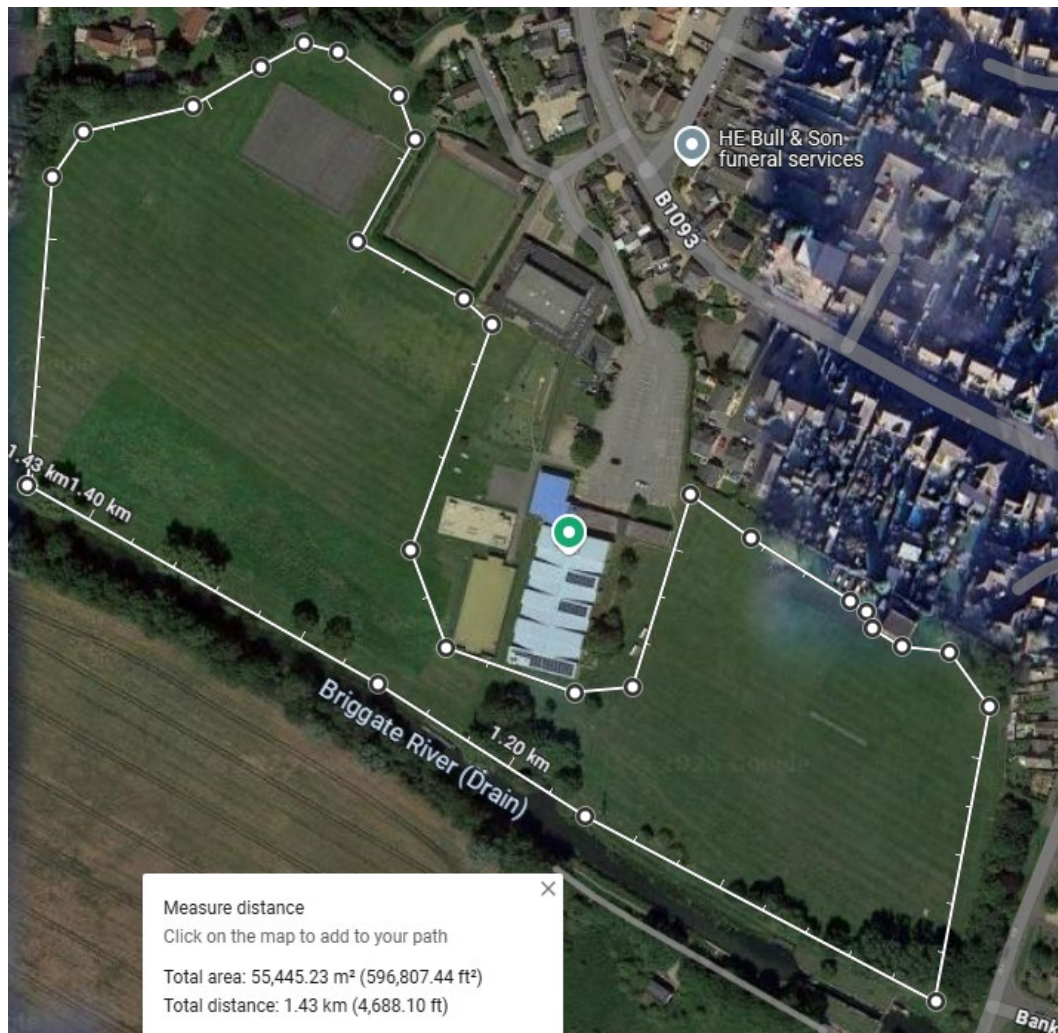 HE Bull & Son
funeral services
B1093
1.43 km
1.40 km
Briggate River (Drain)
1.20 km
Measure distance
Click on the map to add to your path
Total area: 55,445.23 m² (596,807.44 ft²)
Total distance: 1.43 km (4,688.10 ft)
Bank